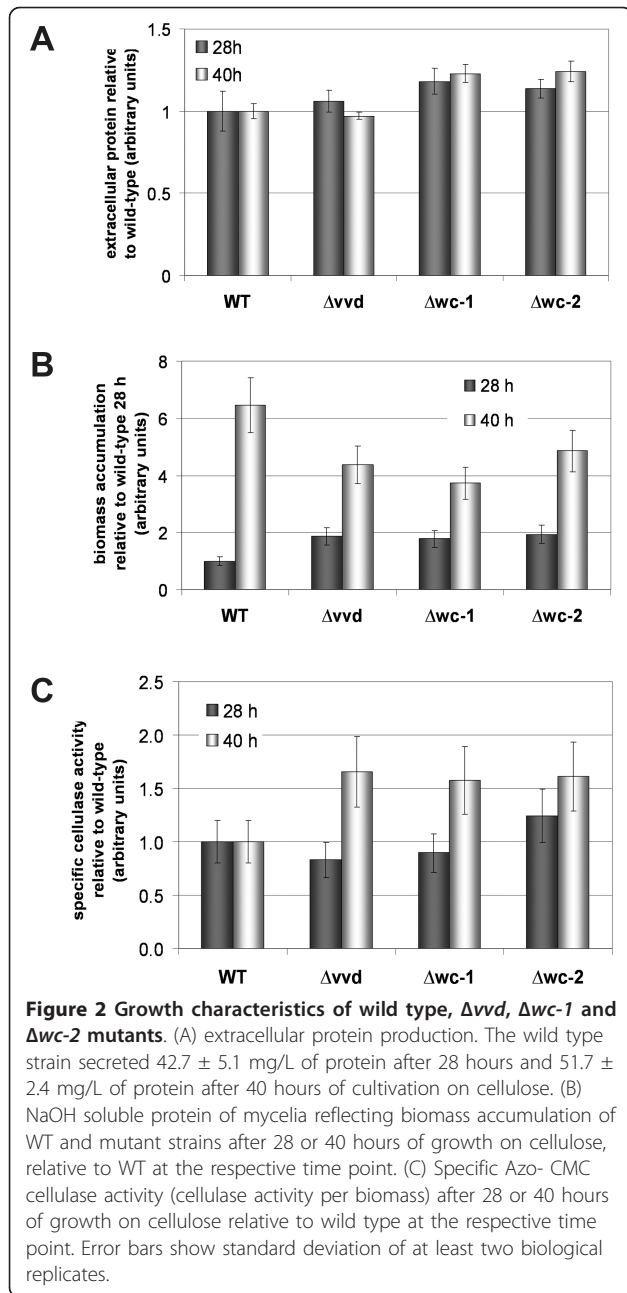 A
extracellular protein relative
to wild-type (arbitrary units)
1.5
1
0.5
0
28h
40h
WT Δvvd Δwc-1 Δwc-2
B
biomass accumulation
relative to wild-type 28 h
(arbitrary units)
8
6
4
2
0
28 h
40 h
WT Δvvd Δwc-1 Δwc-2
C
specific cellulase activity
relative to wild-type
(arbitrary units)
2.5
2.0
1.5
1.0
0.5
0.0
28 h
40 h
WT Δvvd Δwc-1 Δwc-2
Figure 2 Growth characteristics of wild type, Δvvd, Δwc-1 and
Δwc-2 mutants. (A) extracellular protein production. The wild type
strain secreted 42.7 ± 5.1 mg/L of protein after 28 hours and 51.7 ±
2.4 mg/L of protein after 40 hours of cultivation on cellulose. (B)
NaOH soluble protein of mycelia reflecting biomass accumulation of
WT and mutant strains after 28 or 40 hours of growth on cellulose,
relative to WT at the respective time point. (C) Specific Azo- CMC
cellulase activity (cellulase activity per biomass) after 28 or 40 hours
of growth on cellulose relative to wild type at the respective time
point. Error bars show standard deviation of at least two biological
replicates.